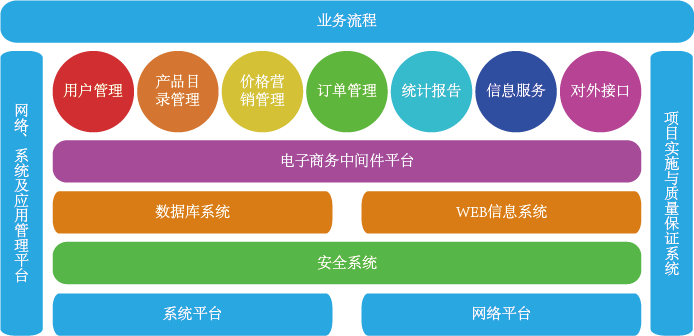 业务流程
网络、系统及应用管理平台
用户管理
产品目
录管理
价格营
销管理
订单管理
统计报告
信息服务
对外接口
电子商务中间件平台
数据库系统
WEB信息系统
安全系统
系统平台
网络平台
项目实施与质量保证系统